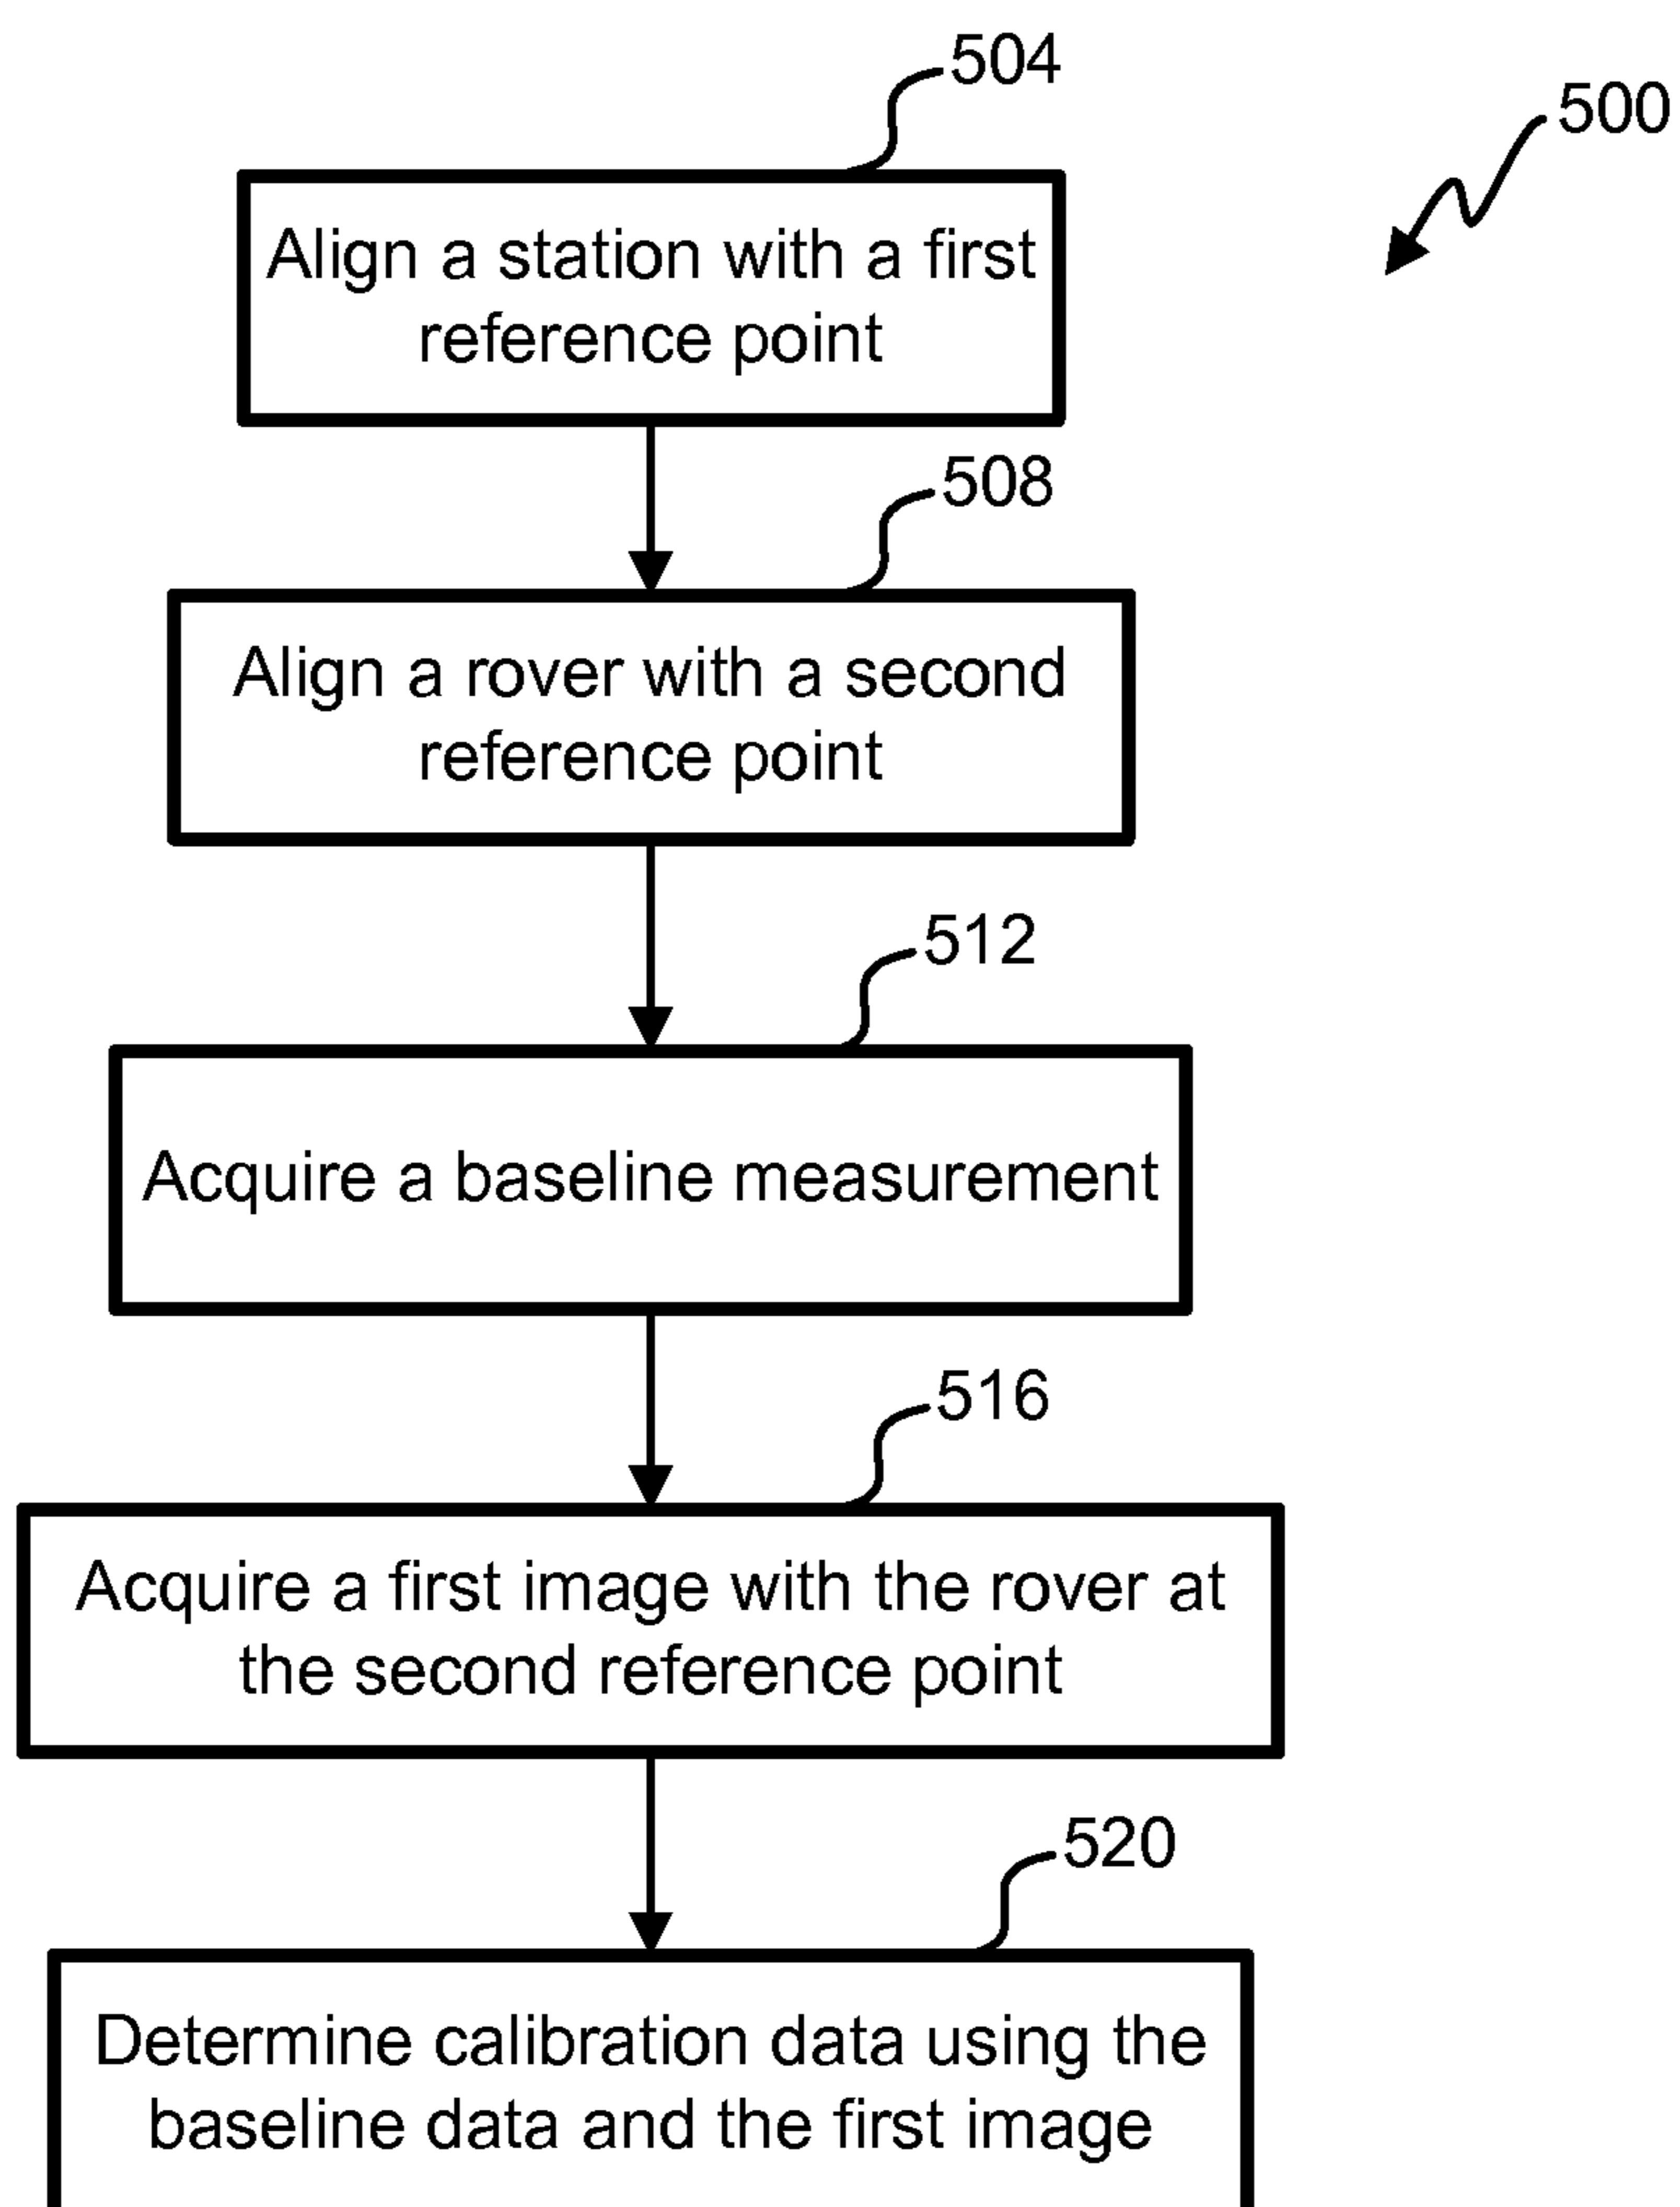 504
500
Align a station with a first
reference point
508
Align a rover with a second
reference point
512
Acquire a baseline measurement
516
Acquire a first image with the rover at
the second reference point
520
Determine calibration data using the
baseline data and the first image